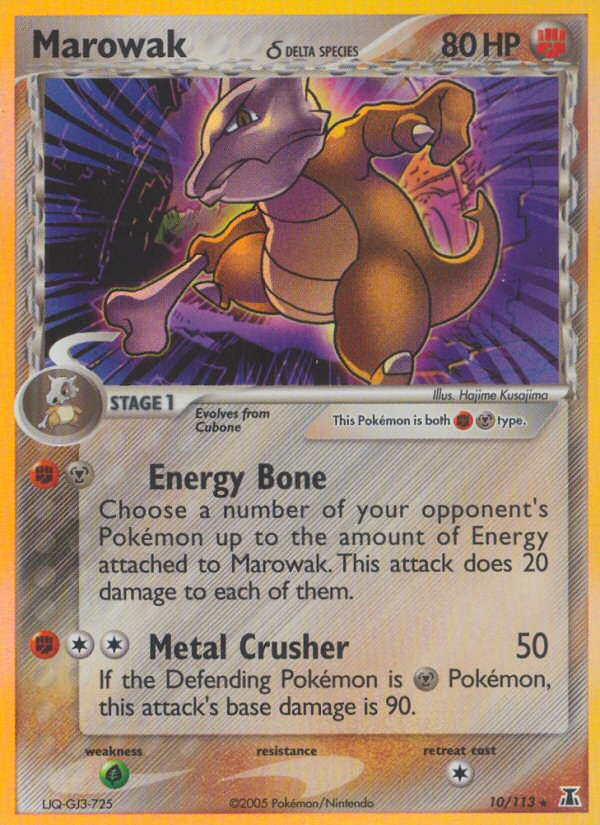 Marowak
δ DELTA SPECIES
80 HP
Illus. Hajime Kusajima
STAGE 1
Evolves from
Cubone
This Pokémon is both type.
Energy Bone
Choose a number of your opponent's
Pokémon up to the amount of Energy
attached to Marowak. This attack does 20
damage to each of them.
Metal Crusher 50
If the Defending Pokémon is Pokémon,
this attack's base damage is 90.
weakness resistance retreat cost
LJQ-GJ3-725
©2005 Pokémon/Nintendo
10/113 ★